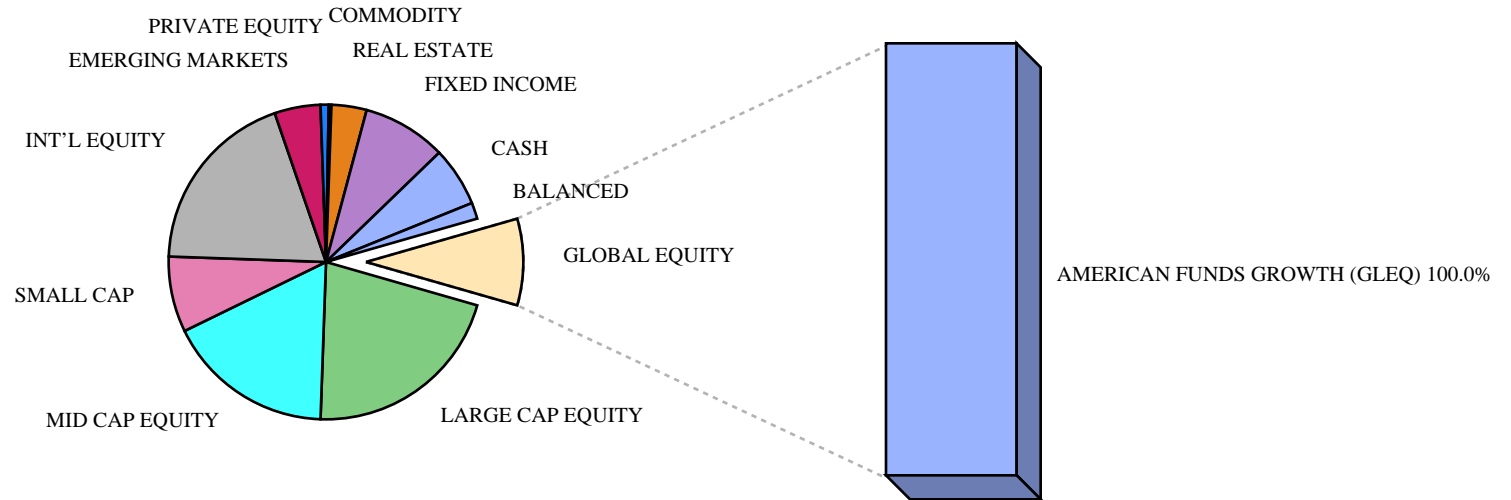 COMMODITY
PRIVATE EQUITY
REAL ESTATE
EMERGING MARKETS
FIXED INCOME
INT'L EQUITY
CASH
BALANCED
GLOBAL EQUITY
AMERICAN FUNDS GROWTH (GLEQ) 100.0%
SMALL CAP
LARGE CAP EQUITY
MID CAP EQUITY